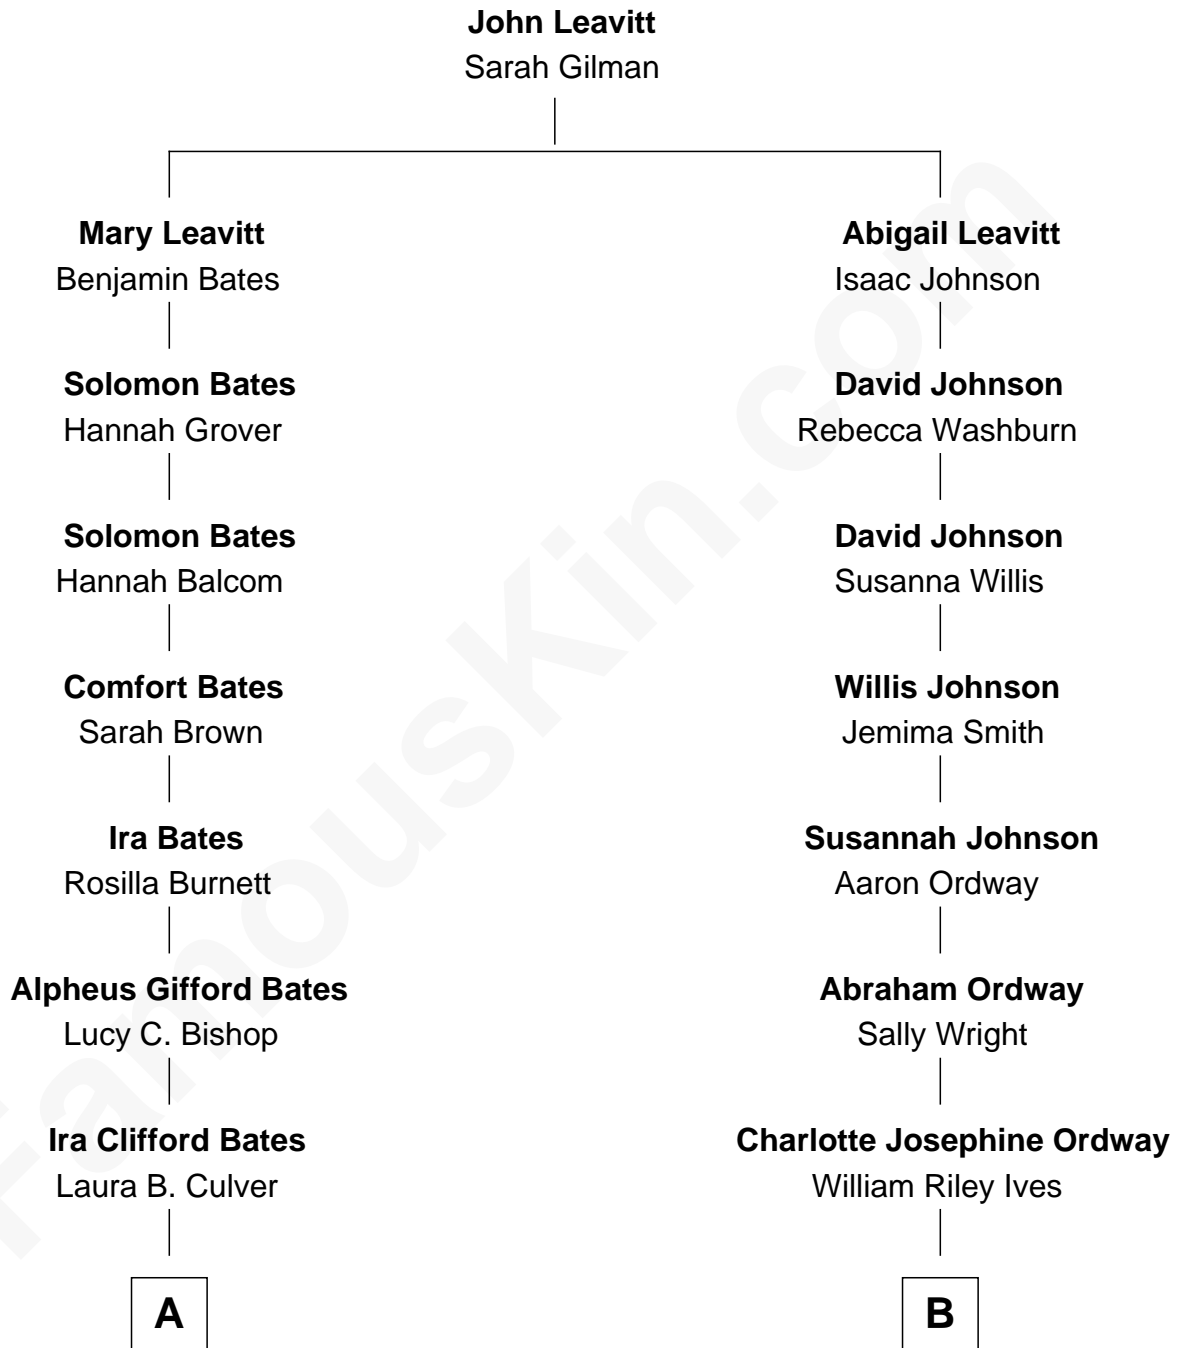 John Leavitt
Sarah Gilman
Mary Leavitt
Benjamin Bates
Abigail Leavitt
Isaac Johnson
Solomon Bates
Hannah Grover
David Johnson
Rebecca Washburn
Solomon Bates
Hannah Balcom
David Johnson
Susanna Willis
Comfort Bates
Sarah Brown
Willis Johnson
Jemima Smith
Ira Bates
Rosilla Burnett
Susannah Johnson
Aaron Ordway
Alpheus Gifford Bates
Lucy C. Bishop
Abraham Ordway
Sally Wright
Ira Clifford Bates
Laura B. Culver
Charlotte Josephine Ordway
William Riley Ives
A
B
FamousKin.com